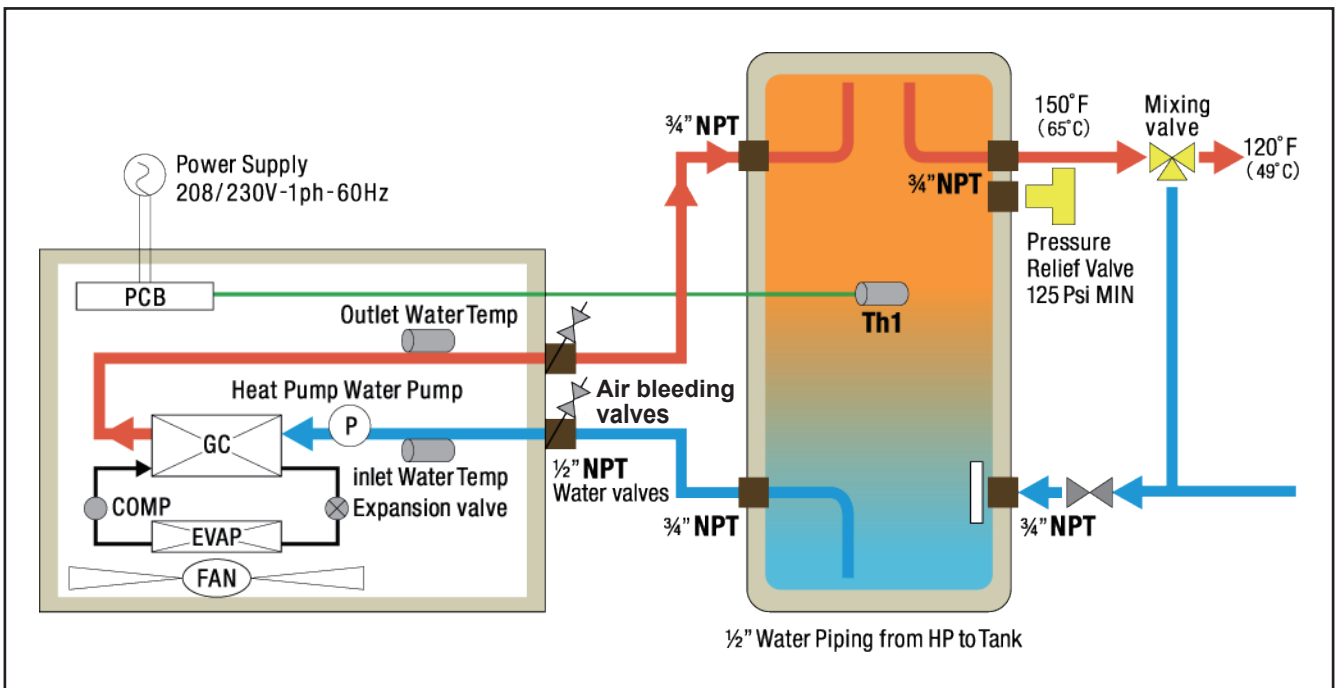 Power Supply
208/230V-1ph-60Hz
PCB
Outlet Water Temp
Heat Pump Water Pump
P
GC
inlet Water Temp
COMP
Expansion valve
EVAP
FAN
Air bleeding
valves
½” NPT
Water valves
¾” NPT
¾” NPT
Th1
¾” NPT
150°F
(65°C)
Mixing
valve
120°F
(49°C)
Pressure
Relief Valve
125 Psi MIN
¾” NPT
½” Water Piping from HP to Tank